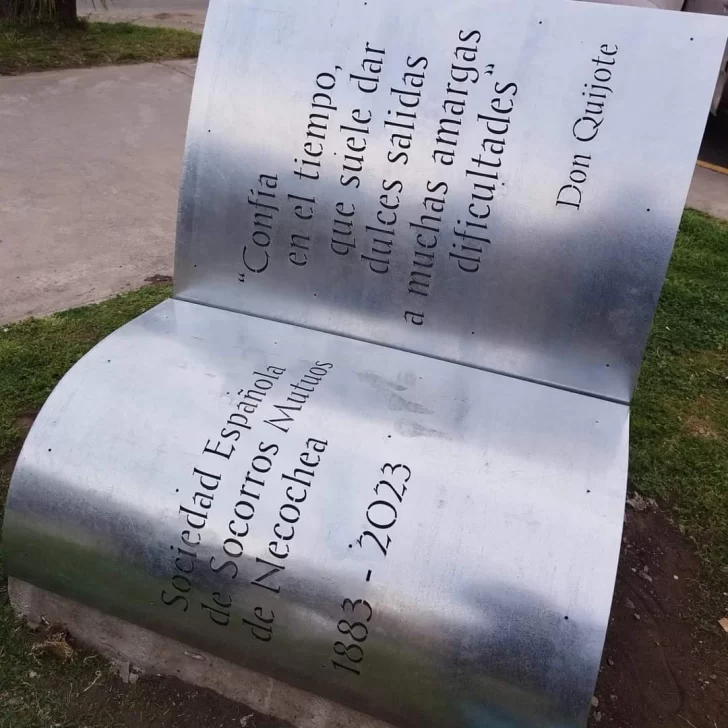 Sociedad Española
de Socorros Mutuos
de Necochea
1883 - 2023
"Confía
en el tiempo,
que suele dar
dulces salidas
a muchas amargas
dificultades"
Don Quijote